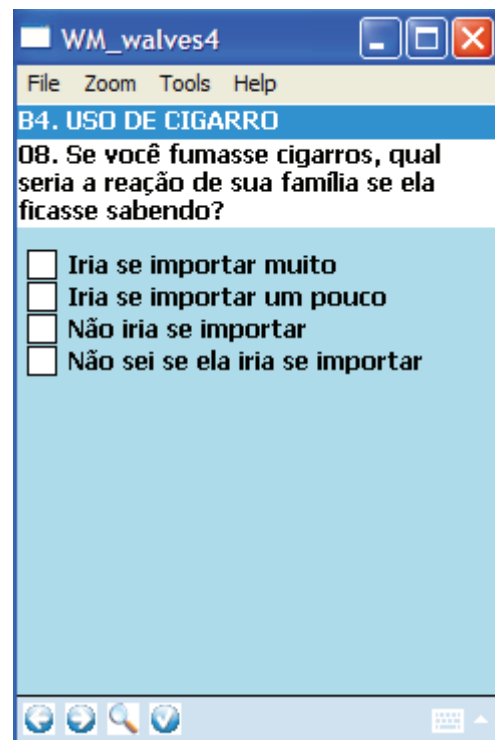 WM_walves4
File Zoom Tools Help
B4. USO DE CIGARRO
08. Se você fumasse cigarros, qual
seria a reação de sua família se ela
ficasse sabendo?
Iria se importar muito
Iria se importar um pouco
Não iria se importar
Não sei se ela iria se importar